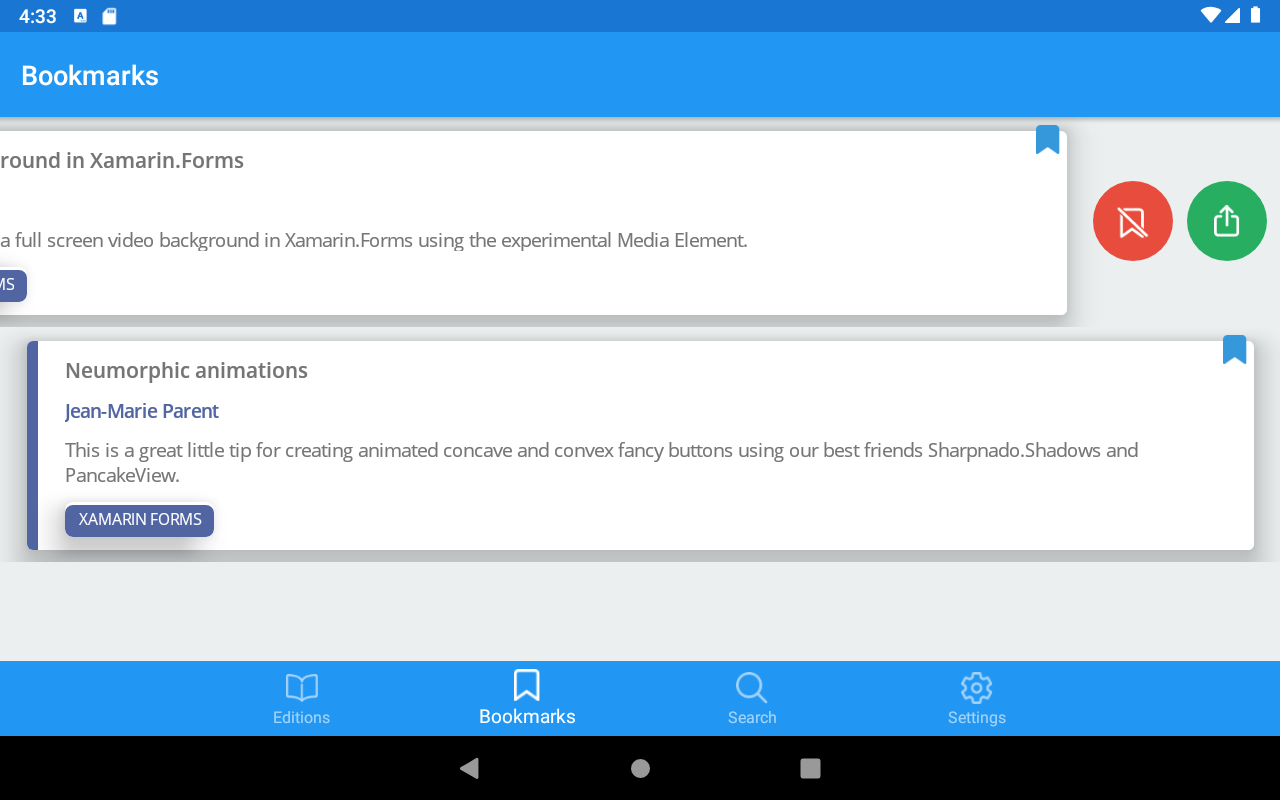 4:33
Bookmarks
round in Xamarin.Forms
a full screen video background in Xamarin.Forms using the experimental Media Element.
MS
Neumorphic animations
Jean-Marie Parent
This is a great little tip for creating animated concave and convex fancy buttons using our best friends Sharpnado.Shadows and
PancakeView.
XAMARIN FORMS
Editions
Bookmarks
Search
Settings